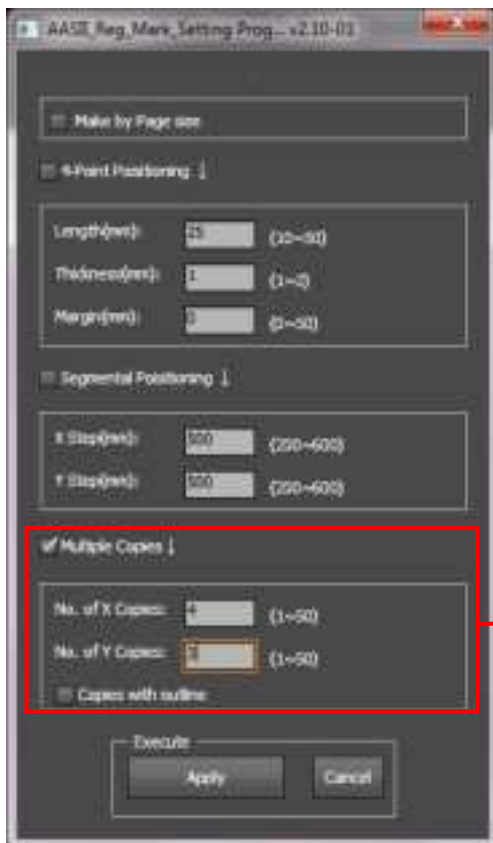 AASII_Reg_Mark_Setting Prog... v2.10-01
Make by Page size
4-Point Positioning ↓
Length(mm): 25 (10~50)
Thickness(mm): 1 (1~2)
Margin(mm): (0~50)
Segmental Positioning ↓
X Step(mm): 500 (200~600)
Y Step(mm): 500 (200~600)
Multiple Copies ↓
No. of X Copies: 4 (1~50)
No. of Y Copies: (1~50)
Copies with outline
Execute
Apply Cancel